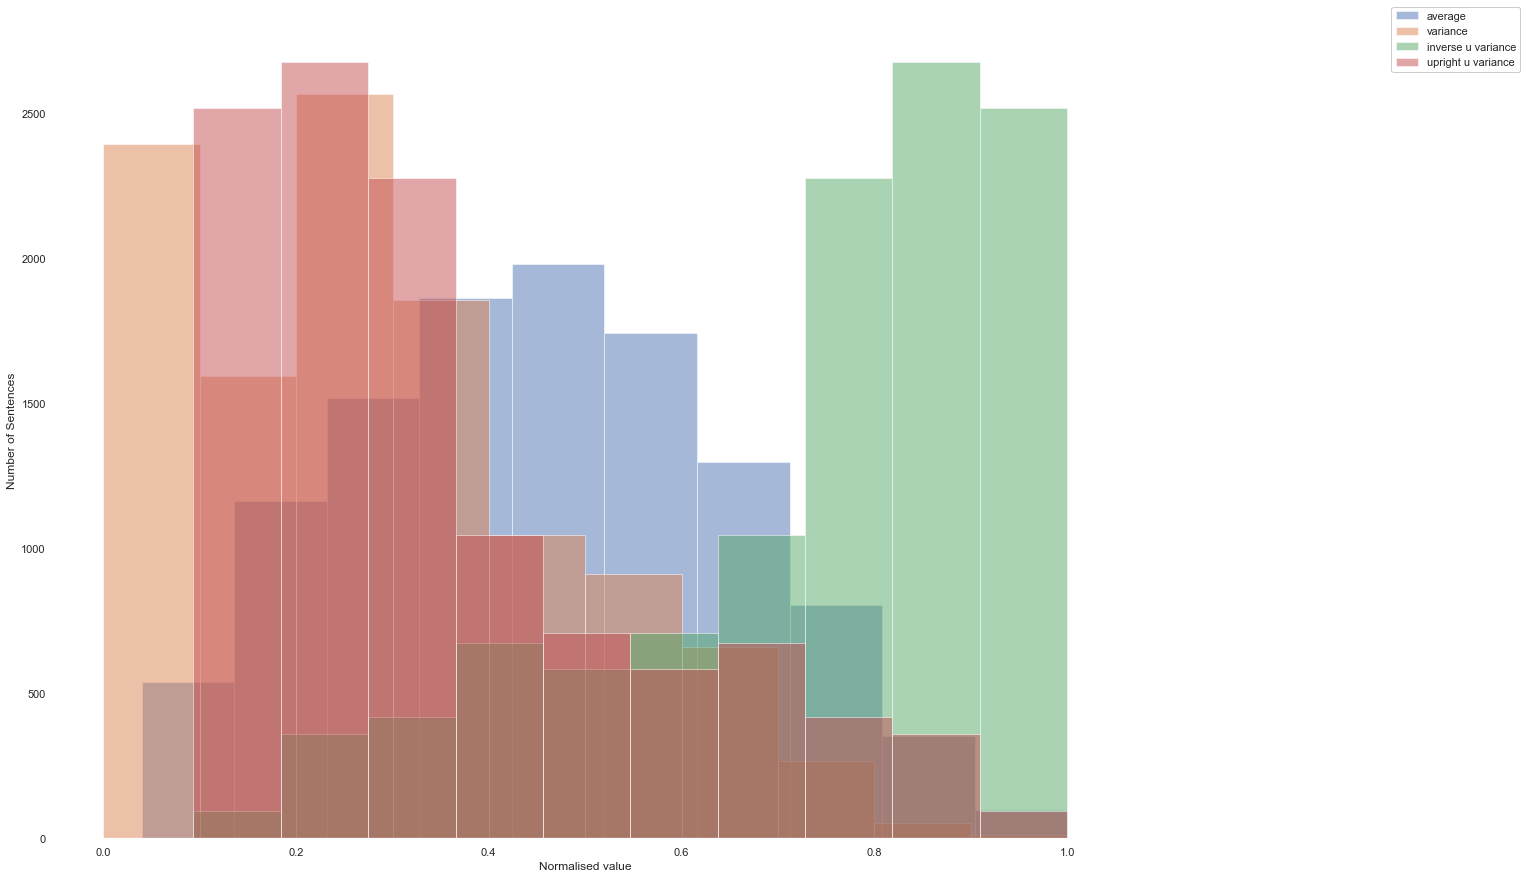 average
variance
inverse u variance
upright u variance
2500
2000
1500
1000
500
0
Number of Sentences
0.0 0.2 0.4 0.6 0.8 1.0
Normalised value